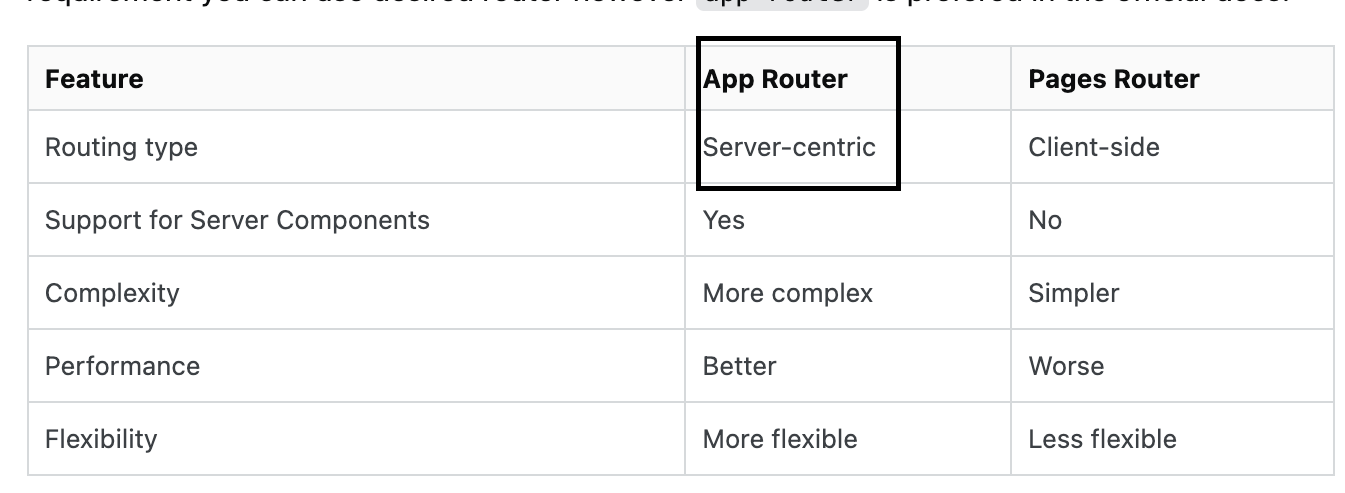 requirement you can use desired router however app router is prefered in the official docs.
Feature App Router Pages Router
Routing type Server-centric Client-side
Support for Server Components Yes No
Complexity More complex Simpler
Performance Better Worse
Flexibility More flexible Less flexible